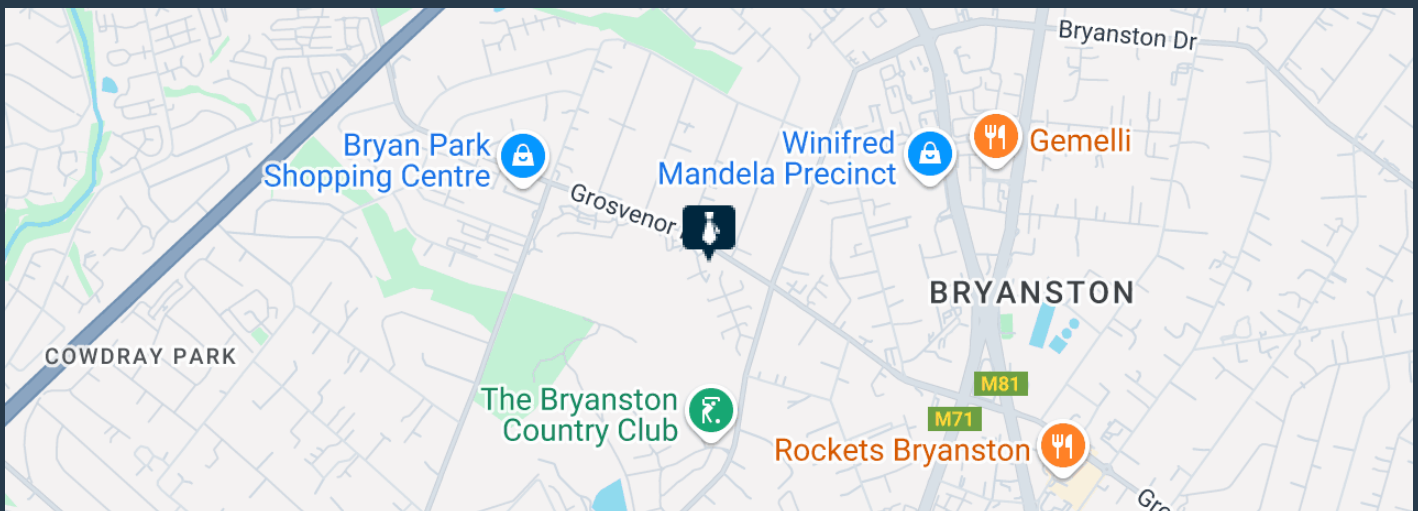 Bryanston Dr
Bryan Park
Shopping Centre
Winifred
Mandela Precinct
Gemelli
Grosvenor
BRYANSTON
COWDRAY PARK
M81
The Bryanston
Country Club
M71
Rockets Bryanston
Gro